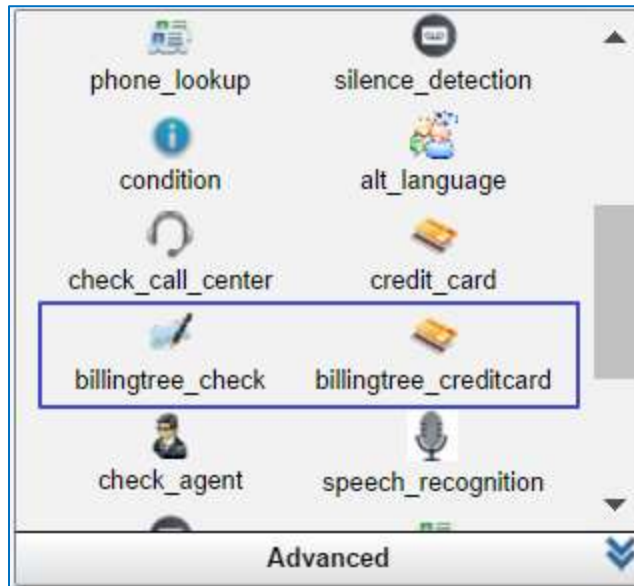 phone_lookup silence_detection
condition alt_language
check_call_center credit_card
billingtree_check billingtree_creditcard
check_agent speech_recognition
Advanced